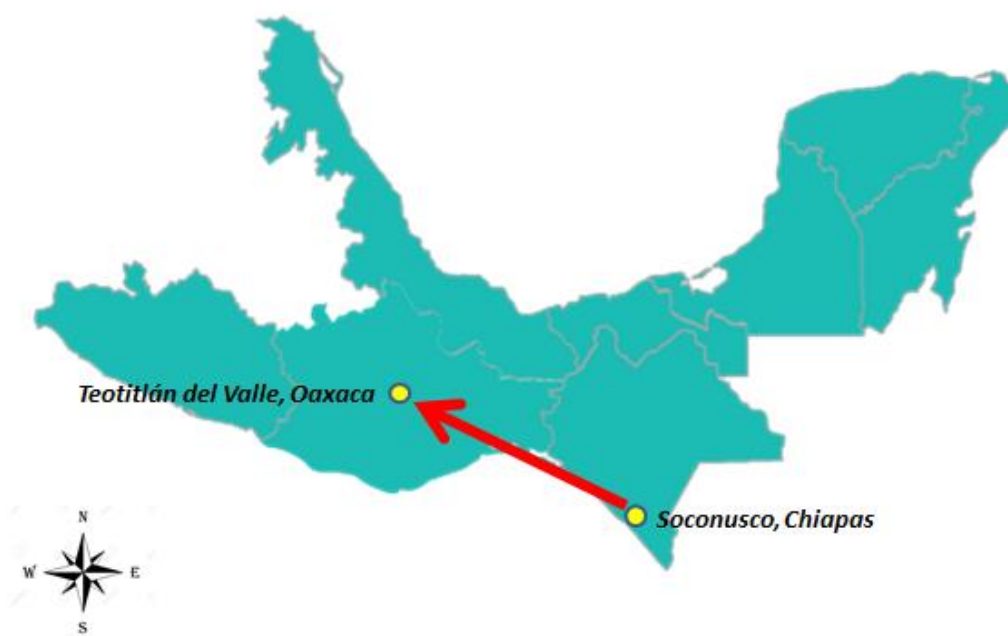 Teotitlán del Valle, Oaxaca
Soconusco, Chiapas
N
W E
S